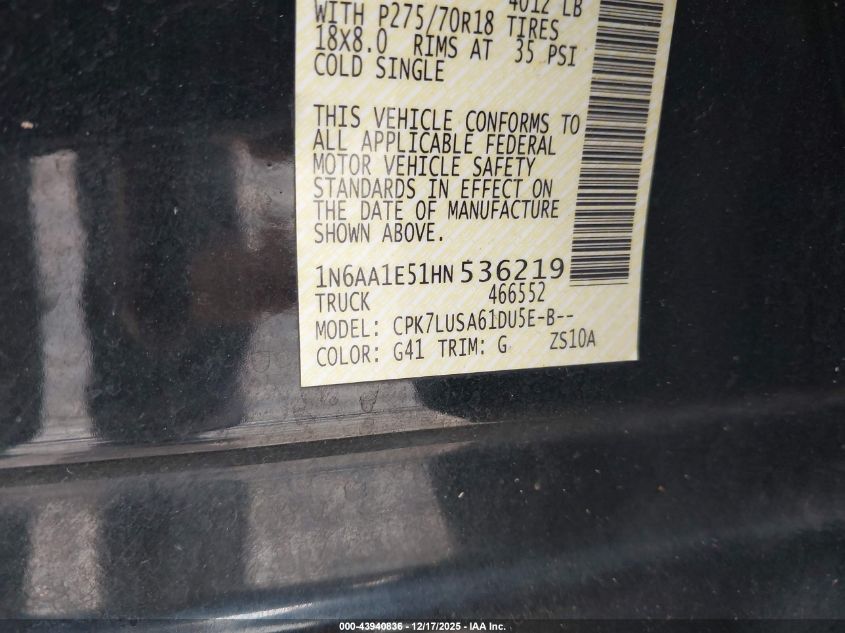 4012 LB
WITH P275/70R18 TIRES
18X8.0 RIMS AT 35 PSI
COLD SINGLE
THIS VEHICLE CONFORMS TO
ALL APPLICABLE FEDERAL
MOTOR VEHICLE SAFETY
STANDARDS IN EFFECT ON
THE DATE OF MANUFACTURE
SHOWN ABOVE.
1N6AA1E51HN536219
TRUCK 466552
MODEL: CPK7LUSA61DU5E-B--
COLOR: G41 TRIM: G ZS10A
000-43940836 - 12/17/2025 - IAA Inc.